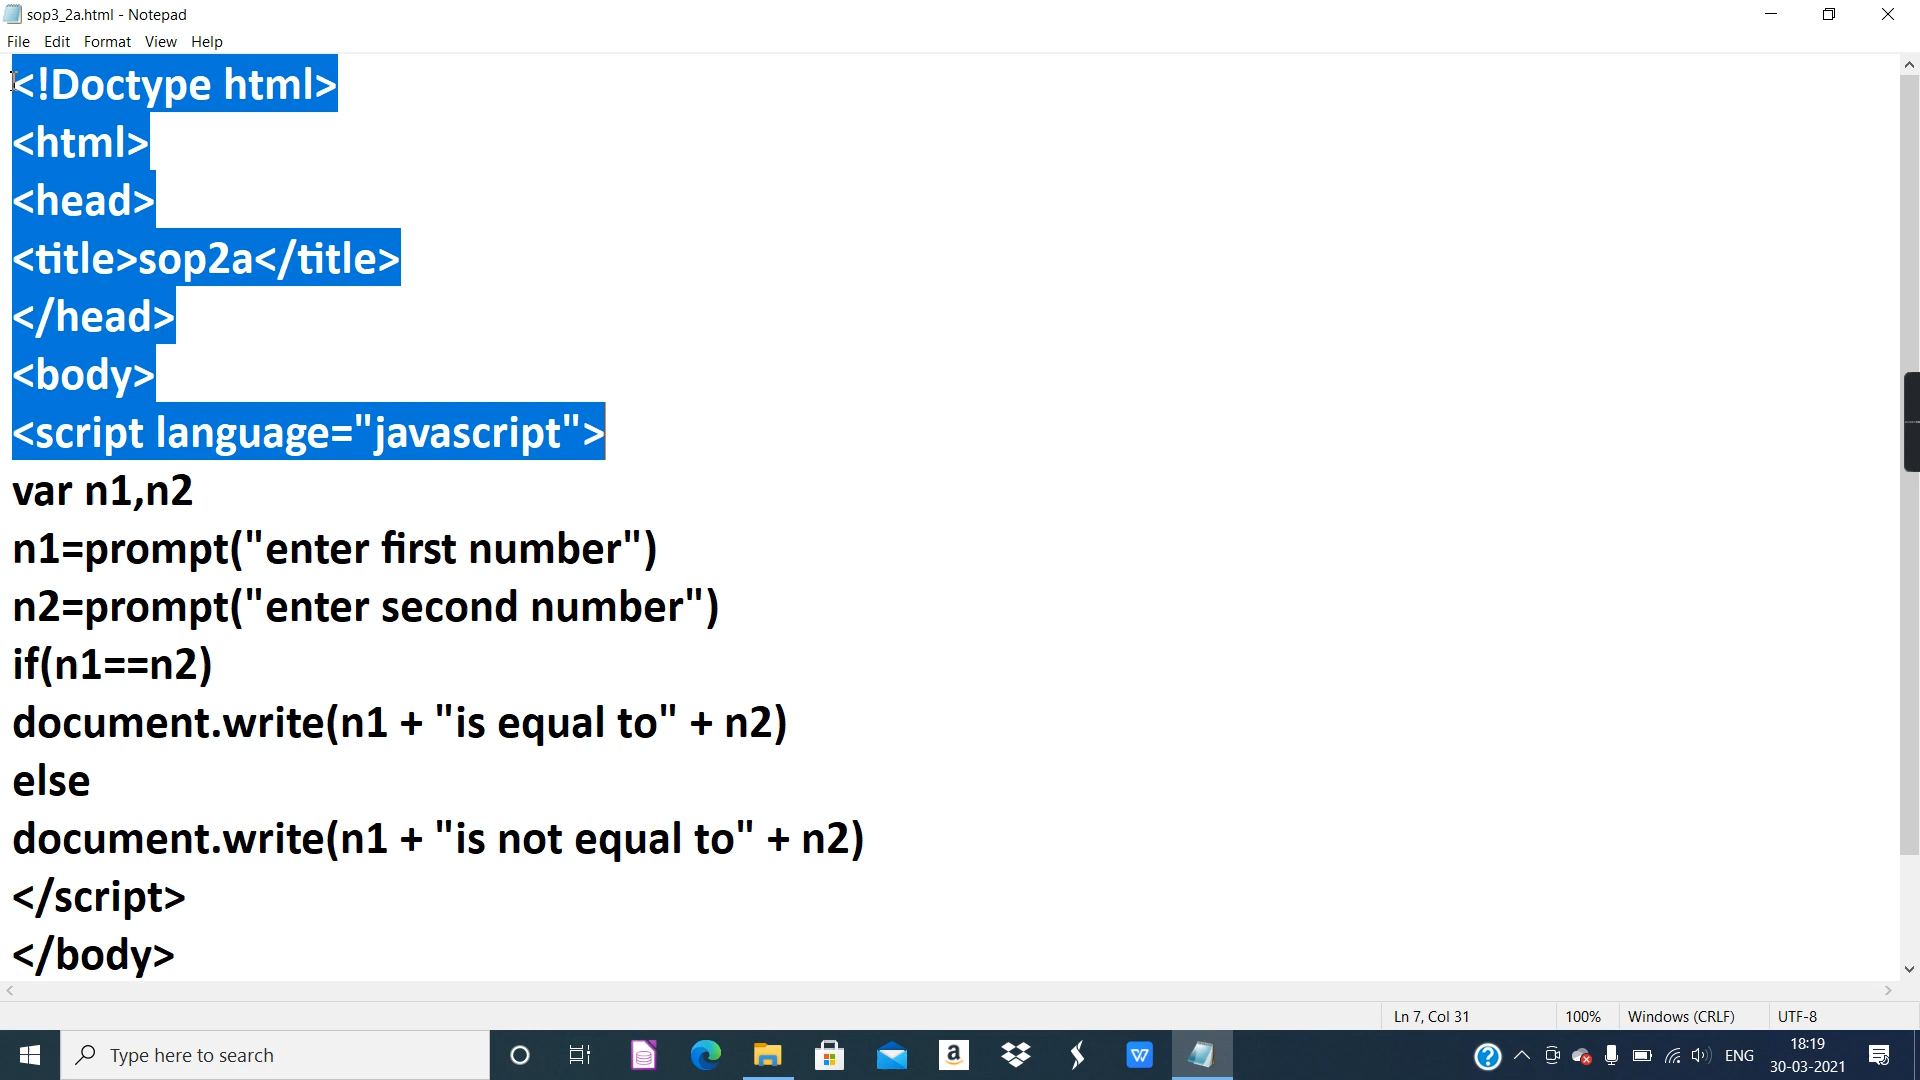 sop3_2a.html - Notepad
File Edit Format View Help
<!Doctype html>
<html>
<head>
<title>sop2a</title>
</head>
<body>
<script language="javascript">
var n1,n2
n1=prompt("enter first number")
n2=prompt("enter second number")
if(n1==n2)
document.write(n1 + "is equal to" + n2)
else
document.write(n1 + "is not equal to" + n2)
</script>
</body>
Ln 7, Col 31 100% Windows (CRLF) UTF-8
Type here to search
a
W
?
ENG
18:19
30-03-2021